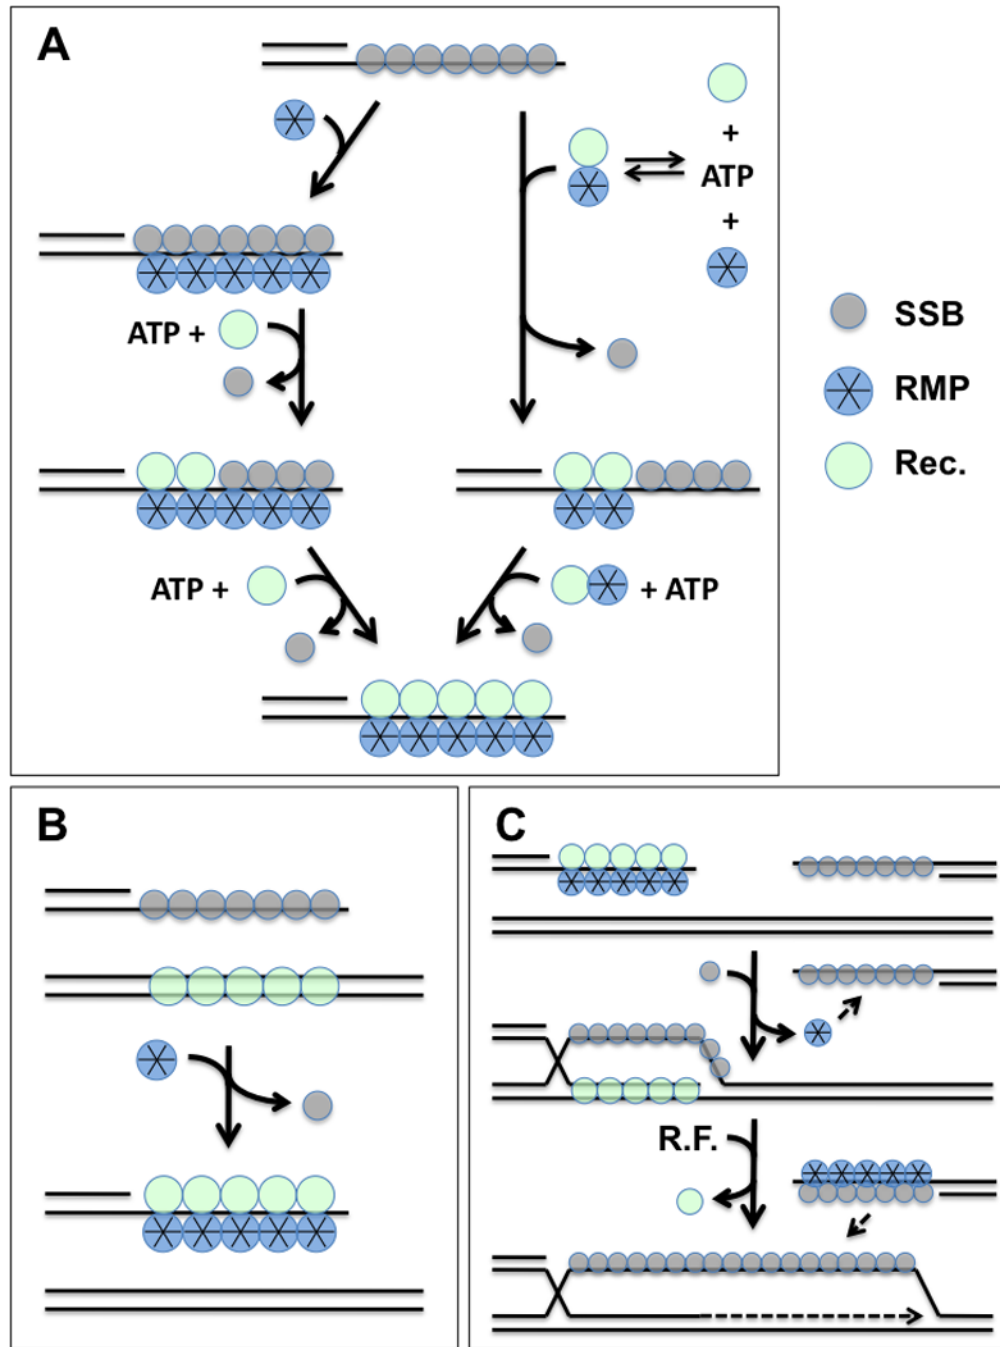 A
+
ATP
+
ATP +
ATP +
+ ATP
SSB
RMP
Rec.
B
C
R.F.